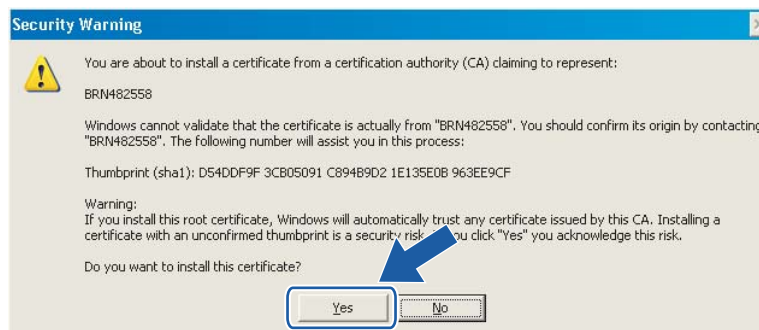 Security Warning
You are about to install a certificate from a certification authority (CA) claiming to represent:
BRN482558
Windows cannot validate that the certificate is actually from "BRN482558". You should confirm its origin by contacting
"BRN482558". The following number will assist you in this process:
Thumbprint (sha1): D54DDF9F 3CB05091 C894B9D2 1E135E0B 963EE9CF
Warning:
If you install this root certificate, Windows will automatically trust any certificate issued by this CA. Installing a
certificate with an unconfirmed thumbprint is a security risk. you click "Yes" you acknowledge this risk.
Do you want to install this certificate?
Yes No